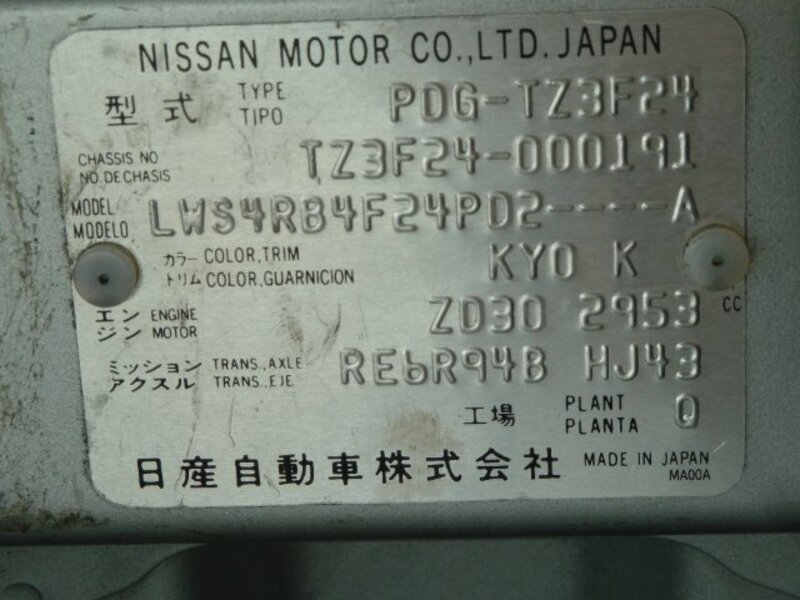 NISSAN MOTOR CO.,LTD. JAPAN
型式 TYPE TIPO PDG-TZ3F24
CHASSIS NO NO. DE CHASIS TZ3F24-000191
MODEL MODELO LWS4RB4F24PD2----A
カラー COLOR, TRIM
トリム COLOR, GUARNICION KY0 K
エンジン ENGINE MOTOR ZD30 2953 CC
ミッション TRANS., AXLE
アクスル TRANS., EJE RE6R94B HJ43
工場 PLANT PLANTA Q
日産自動車株式会社 MADE IN JAPAN
MA00A